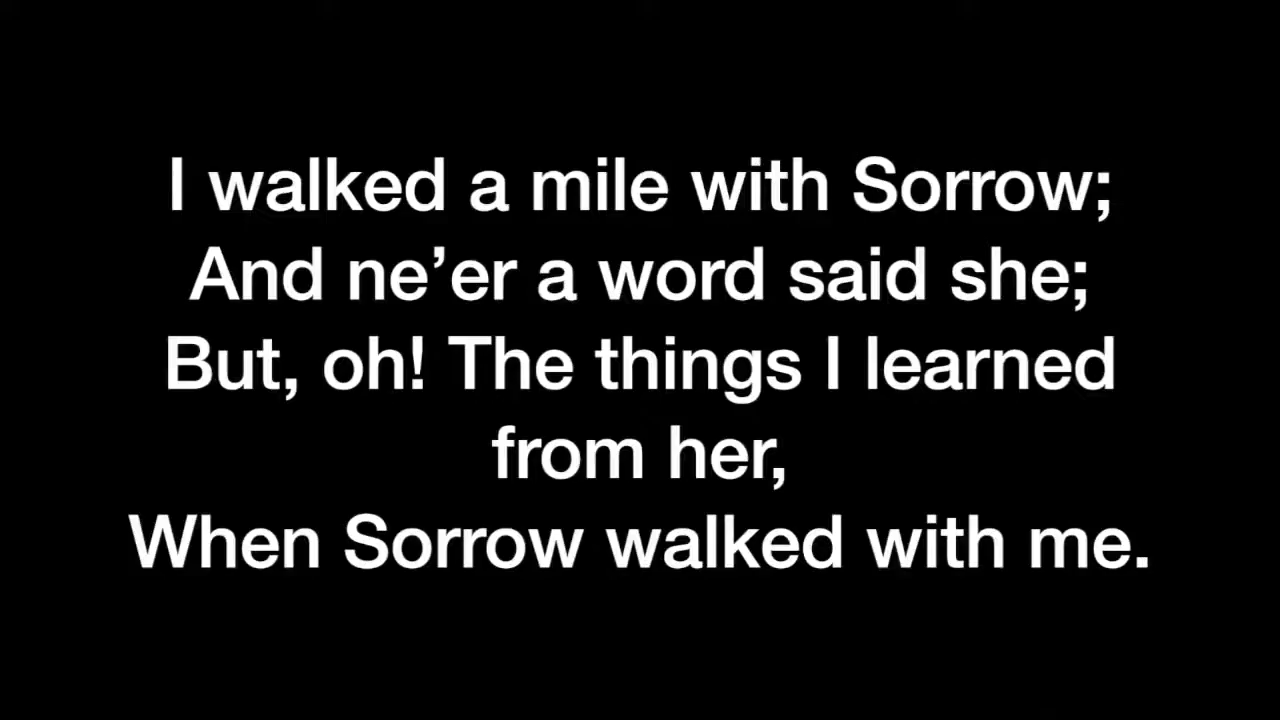 I walked a mile with Sorrow;
And ne’er a word said she;
But, oh! The things I learned
from her,
When Sorrow walked with me.